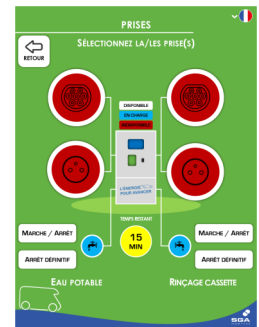 PRISES
SÉLECTIONNEZ LA/LES PRISE(S)
RETOUR
DISPONIBLE
EN CHARGE
L'ÉNERGIE
POUR AVANCER
TEMPS RESTANT
15
MIN
MARCHE / ARRÊT
MARCHE / ARRÊT
ARRÊT DÉFINITIF
ARRÊT DÉFINITIF
EAU POTABLE
RINÇAGE CASSETTE
SGA